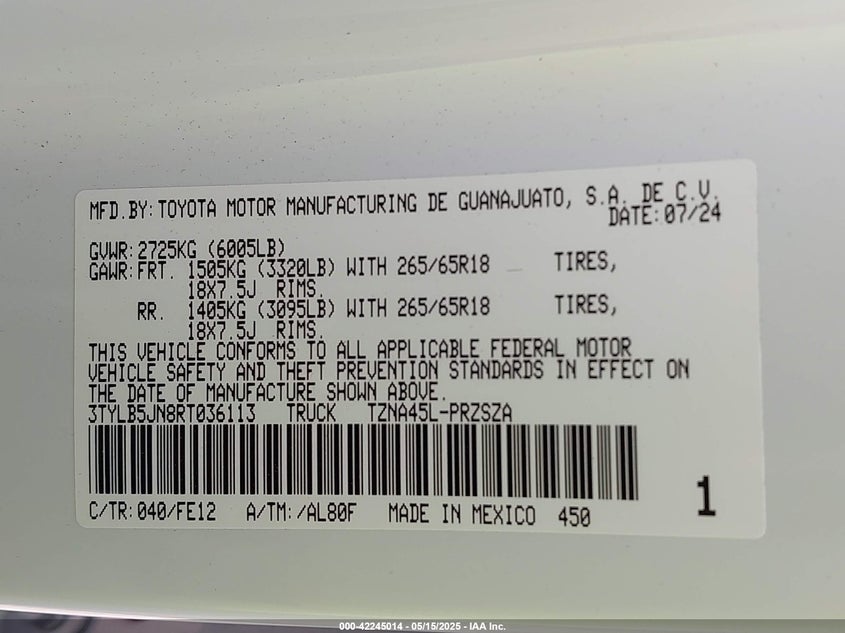 MFD.BY: TOYOTA MOTOR MANUFACTURING DE GUANAJUATO, S.A. DE C.V.
DATE: 07/24
GVWR: 2725KG (6005LB)
GAWR: FRT. 1505KG (3320LB) WITH 265/65R18 TIRES,
18X7.5J RIMS.
RR. 1405KG (3095LB) WITH 265/65R18 TIRES,
18X7.5J RIMS.
THIS VEHICLE CONFORMS TO ALL APPLICABLE FEDERAL MOTOR
VEHICLE SAFETY AND THEFT PREVENTION STANDARDS IN EFFECT ON
THE DATE OF MANUFACTURE SHOWN ABOVE.
3TYLB5JN8RT036113 TRUCK TZNA45L-PRZSZA
C/TR: 040/FE12 A/TM: /AL80F MADE IN MEXICO 450
1
000-42245014 - 05/15/2025 - IAA Inc.